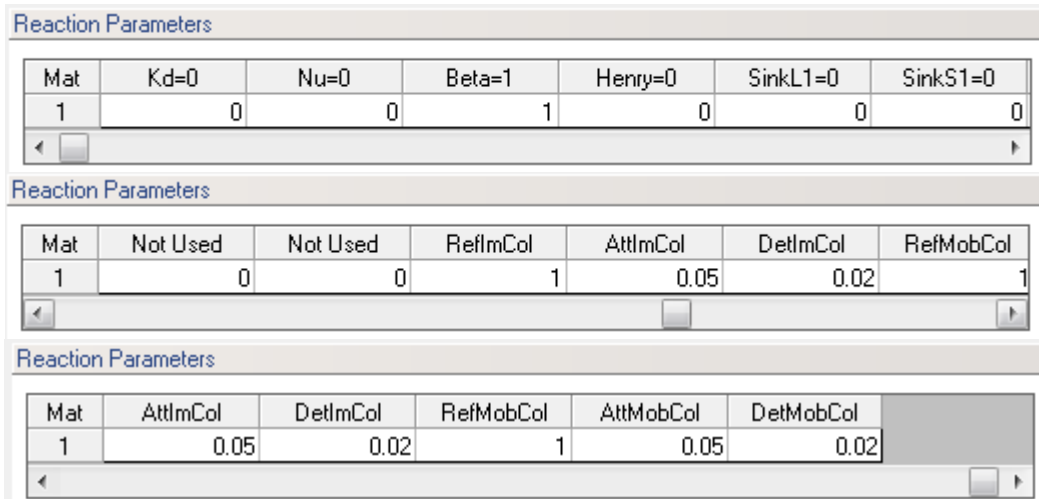 Reaction Parameters
Mat Kd=0 Nu=0 Beta=1 Henry=0 SinkL1=0 SinkS1=0
1 0 0 1 0 0 0
Reaction Parameters
Mat Not Used Not Used RefImCol AttImCol DetImCol RefMobCol
1 0 0 1 0.05 0.02 1
Reaction Parameters
Mat AttImCol DetImCol RefMobCol AttMobCol DetMobCol
1 0.05 0.02 1 0.05 0.02